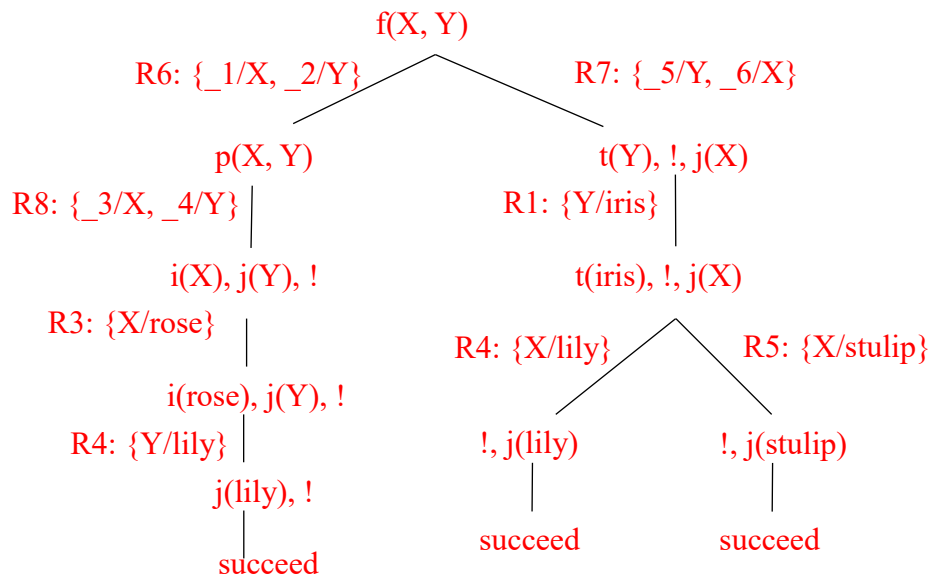 f(X, Y)
R6: {_1/X, _2/Y}
R7: {_5/Y, _6/X}
p(X, Y)
t(Y), !, j(X)
R8: {_3/X, _4/Y}
R1: {Y/iris}
i(X), j(Y), !
t(iris), !, j(X)
R3: {X/rose}
R4: {X/lily}
R5: {X/stulip}
i(rose), j(Y), !
R4: {Y/lily}
!, j(lily)
!, j(stulip)
j(lily), !
succeed
succeed
succeed